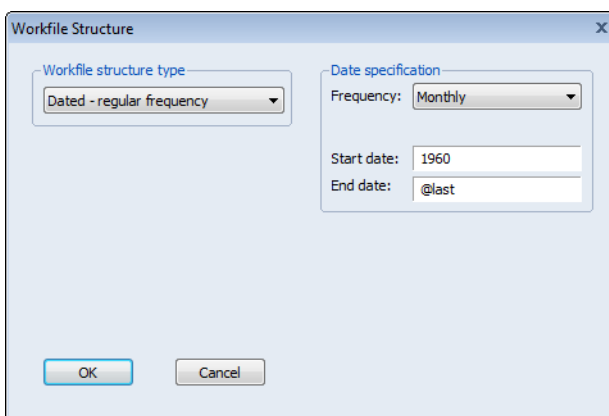 Workfile Structure
x
Workfile structure type
Dated - regular frequency
Date specification
Frequency: Monthly
Start date: 1960
End date: @last
OK
Cancel